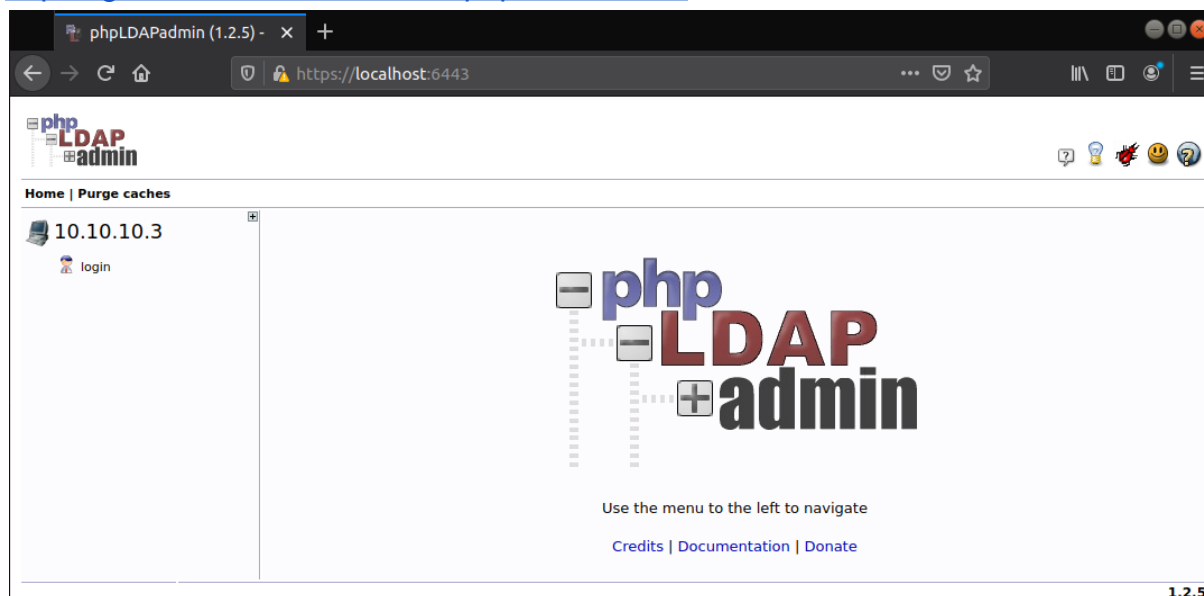 phpLDAPadmin (1.2.5) -
https://localhost:6443
php
LDAP
admin
Home | Purge caches
10.10.10.3
login
php
LDAP
admin
Use the menu to the left to navigate
Credits | Documentation | Donate
1.2.5